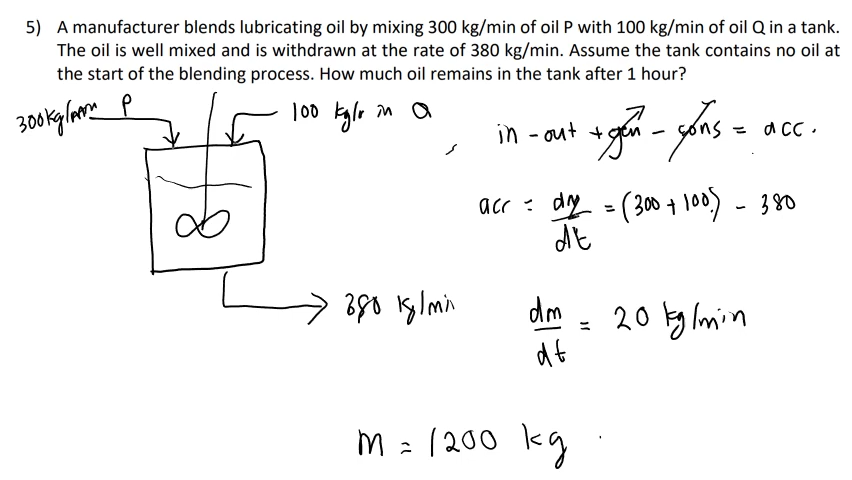 5) A manufacturer blends lubricating oil by mixing 300 kg/min of oil P with 100 kg/min of oil Q in a tank.
The oil is well mixed and is withdrawn at the rate of 380 kg/min. Assume the tank contains no oil at
the start of the blending process. How much oil remains in the tank after 1 hour?
300 kg/min P
100 kg/ in Q
in - out + gen - cons = acc.
acc = dm/dt = (300 + 100) - 380
380 kg/min
dm/dt = 20 kg/min
m = 1200 kg